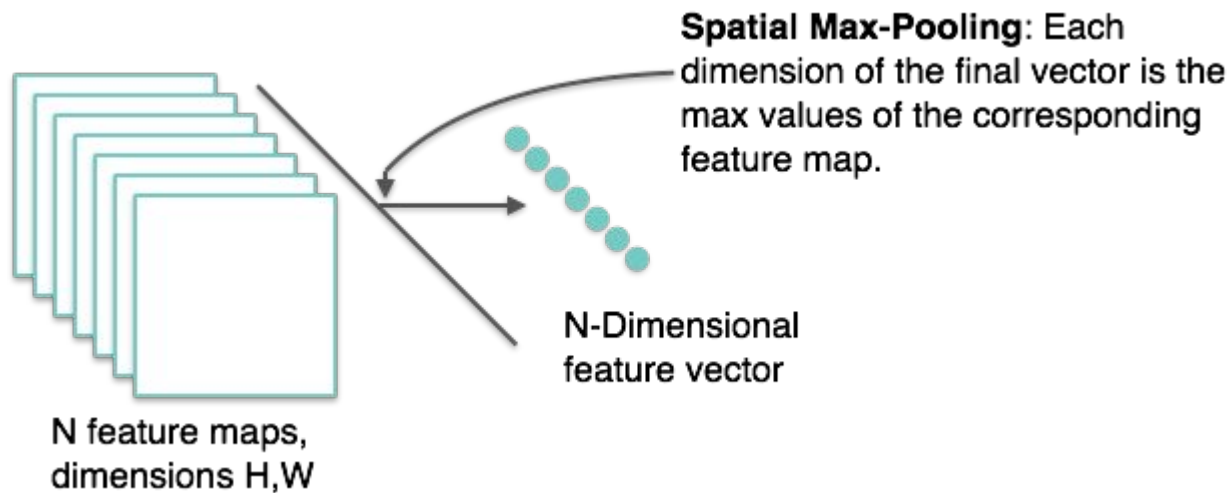 Spatial Max-Pooling: Each
dimension of the final vector is the
max values of the corresponding
feature map.
N-Dimensional
feature vector
N feature maps,
dimensions H,W